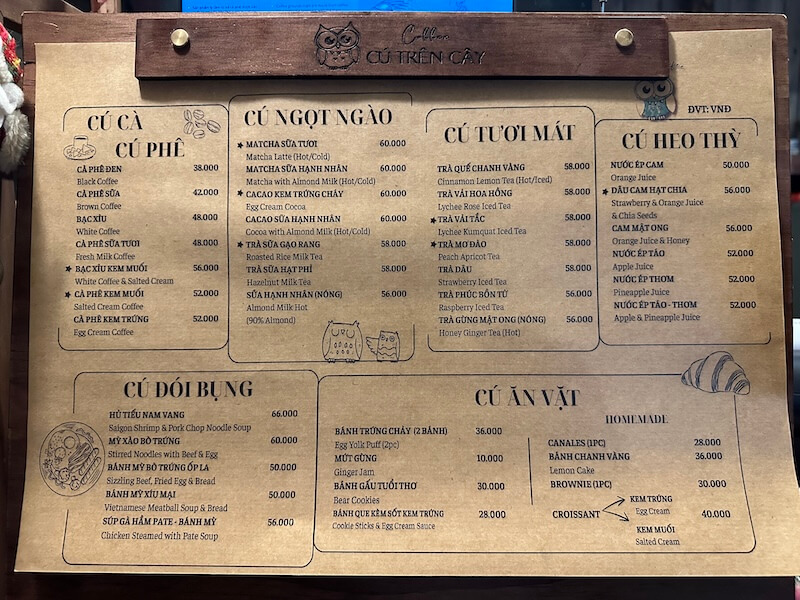 Coffee
CÚ TRÊN CÂY
ĐVT: VNĐ
CÚ CÀ
CÚ PHÊ
CÀ PHÊ ĐEN 38.000
Black Coffee
CÀ PHÊ SỮA 42.000
Brown Coffee
BẠC XỈU 48.000
White Coffee
CÀ PHÊ SỮA TƯƠI 48.000
Fresh Milk Coffee
BẠC XỈU KEM MUỐI 56.000
White Coffee & Salted Cream
CÀ PHÊ KEM MUỐI 52.000
Salted Cream Coffee
CÀ PHÊ KEM TRỨNG 52.000
Egg Cream Coffee
CÚ NGỌT NGÀO
MATCHA SỮA TƯƠI 60.000
Matcha Latte (Hot/Cold)
MATCHA SỮA HẠNH NHÂN 60.000
Matcha with Almond Milk (Hot/Cold)
CACAO KEM TRỨNG CHẢY 60.000
Egg Cream Cocoa
CACAO SỮA HẠNH NHÂN 60.000
Cocoa with Almond Milk (Hot/Cold)
TRÀ SỮA GẠO RANG 58.000
Roasted Rice Milk Tea
TRÀ SỮA HẠT PHỈ 58.000
Hazelnut Milk Tea
SỮA HẠNH NHÂN (NÓNG) 56.000
Almond Milk Hot
(90% Almond)
CÚ TƯƠI MÁT
TRÀ QUẾ CHANH VÀNG 58.000
Cinnamon Lemon Tea (Hot/Iced)
TRÀ VẢI HOA HỒNG 58.000
Lychee Rose Iced Tea
TRÀ VẢI TẮC 58.000
Lychee Kumquat Iced Tea
TRÀ MƠ ĐÀO 58.000
Peach Apricot Tea
TRÀ DÂU 58.000
Strawberry Iced Tea
TRÀ PHÚC BỒN TỬ 56.000
Raspberry Iced Tea
TRÀ GỪNG MẬT ONG (NÓNG) 56.000
Honey Ginger Tea (Hot)
CÚ HEO THỲ
NƯỚC ÉP CAM 50.000
Orange Juice
DÂU CAM HẠT CHIA 56.000
Strawberry & Orange Juice
& Chia Seeds
CAM MẬT ONG 56.000
Orange Juice & Honey
NƯỚC ÉP TÁO 52.000
Apple Juice
NƯỚC ÉP THƠM 52.000
Pineapple Juice
NƯỚC ÉP TÁO - THƠM 52.000
Apple & Pineapple Juice
CÚ ĐÓI BỤNG
HỦ TIẾU NAM VANG 66.000
Saigon Shrimp & Pork Chop Noodle Soup
MỲ XÀO BÒ TRỨNG 60.000
Stirred Noodles with Beef & Egg
BÁNH MỲ BÒ TRỨNG ỐP LA 50.000
Sizzling Beef, Fried Egg & Bread
BÁNH MỲ XÍU MẠI 50.000
Vietnamese Meatball Soup & Bread
SÚP GÀ HẦM PATE - BÁNH MỲ 56.000
Chicken Steamed with Pate Soup
CÚ ĂN VẶT
BÁNH TRỨNG CHẢY (2 BÁNH) 36.000
Egg Yolk Puff (2pc)
MỨT GỪNG 10.000
Ginger Jam
BÁNH GẤU TUỔI THƠ 30.000
Bear Cookies
BÁNH QUE KÈM SỐT KEM TRỨNG 28.000
Cookie Sticks & Egg Cream Sauce
HOMEMADE
CANALES (1PC) 28.000
BÁNH CHANH VÀNG 36.000
Lemon Cake
BROWNIE (1PC) 30.000
KEM TRỨNG
Egg Cream
CROISSANT 40.000
KEM MUỐI
Salted Cream